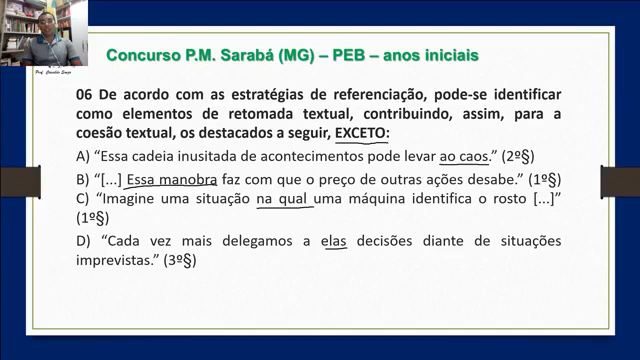 Concurso P.M. Sarabá (MG) – PEB – anos iniciais
06 De acordo com as estratégias de referenciação, pode-se identificar
como elementos de retomada textual, contribuindo, assim, para a
coesão textual, os destacados a seguir, EXCETO:
A) “Essa cadeia inusitada de acontecimentos pode levar ao caos.” (2º§)
B) “[...] Essa manobra faz com que o preço de outras ações desabe.” (1º§)
C) “Imagine uma situação na qual uma máquina identifica o rosto [...]”
(1º§)
D) “Cada vez mais delegamos a elas decisões diante de situações
imprevistas.” (3º§)